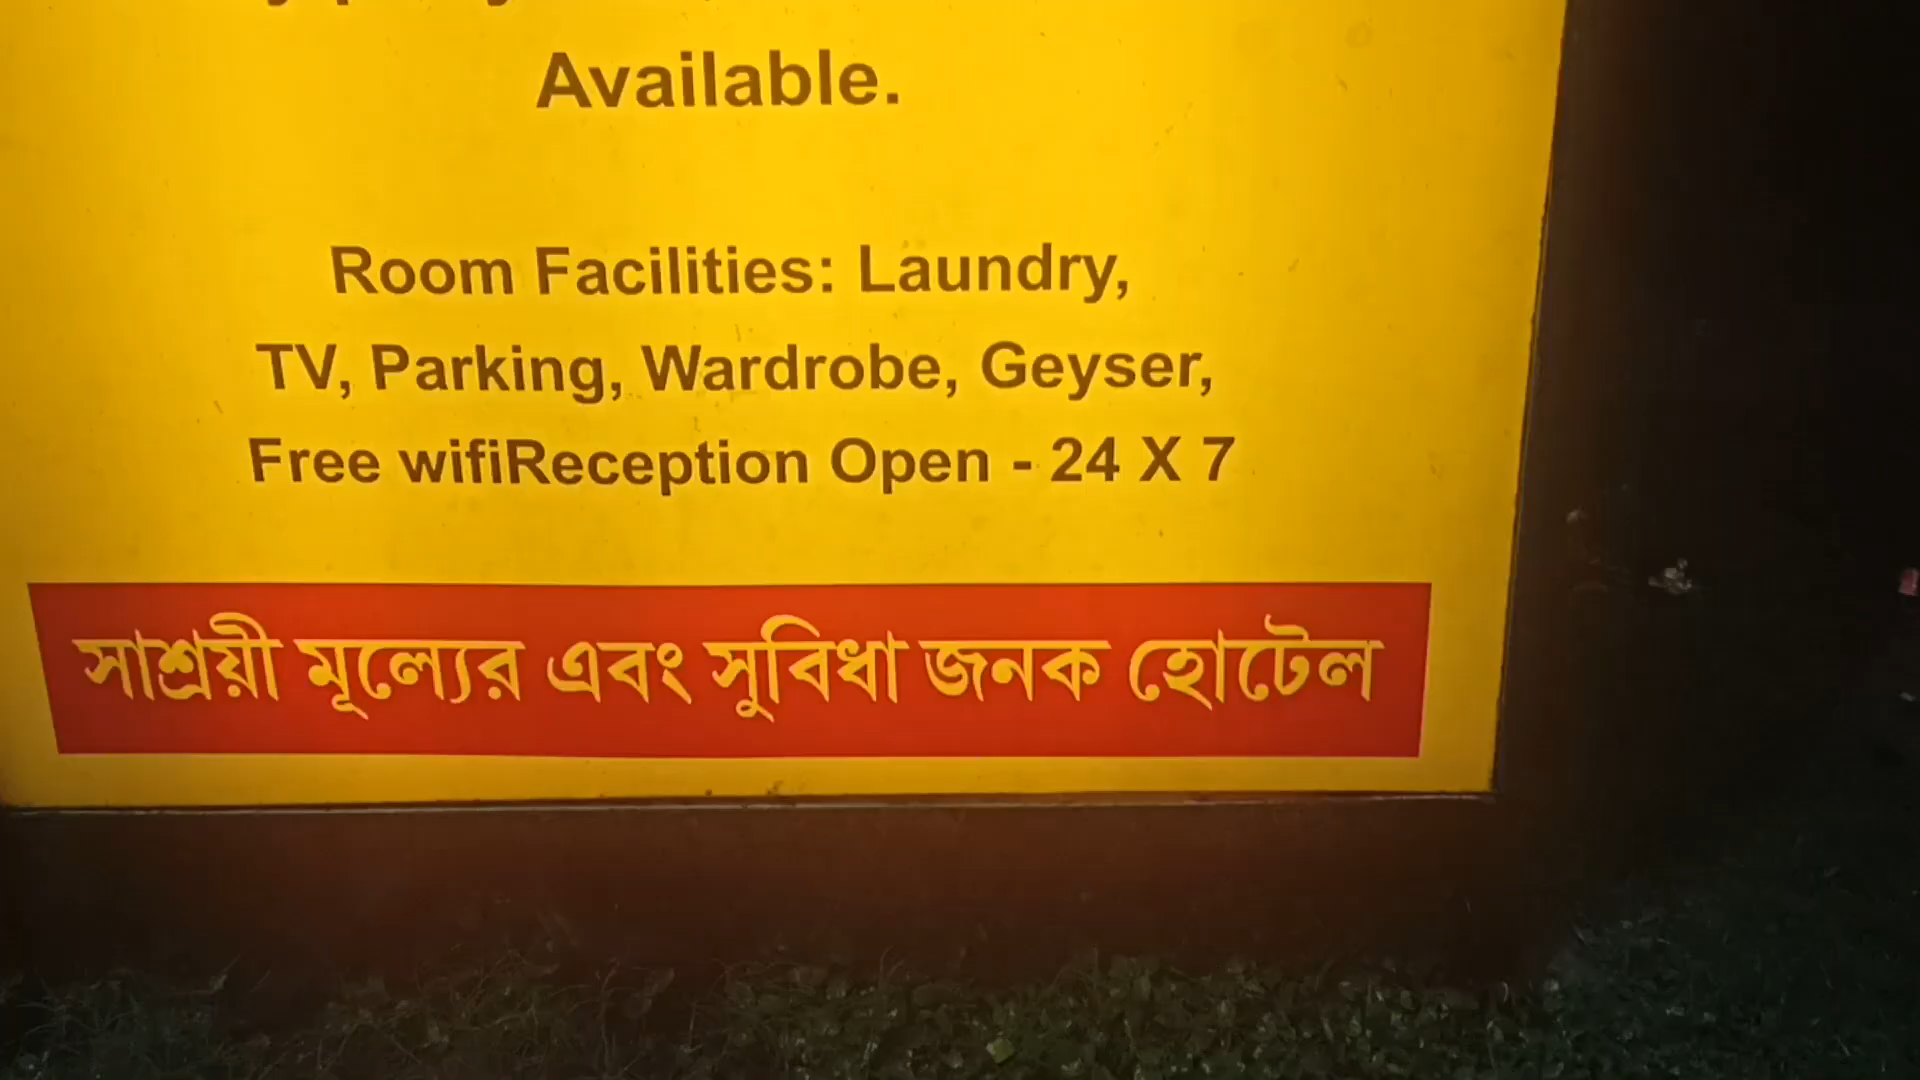 Available.
Room Facilities: Laundry,
TV, Parking, Wardrobe, Geyser,
Free wifiReception Open - 24 X 7
সাশ্রয়ী মূল্যের এবং সুবিধা জনক হোটেল